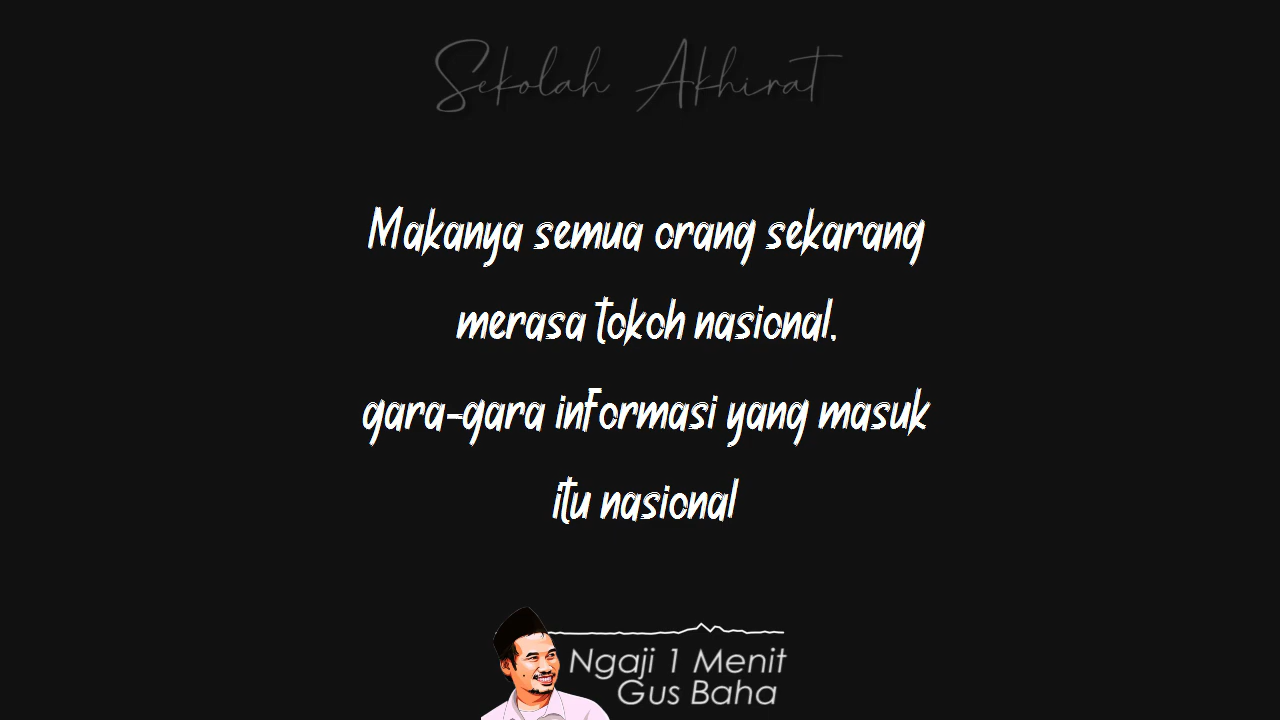 Sekolah Akhirat
Makanya semua orang sekarang
merasa tokoh nasional,
gara-gara informasi yang masuk
itu nasional
Ngaji 1 Menit
Gus Baha